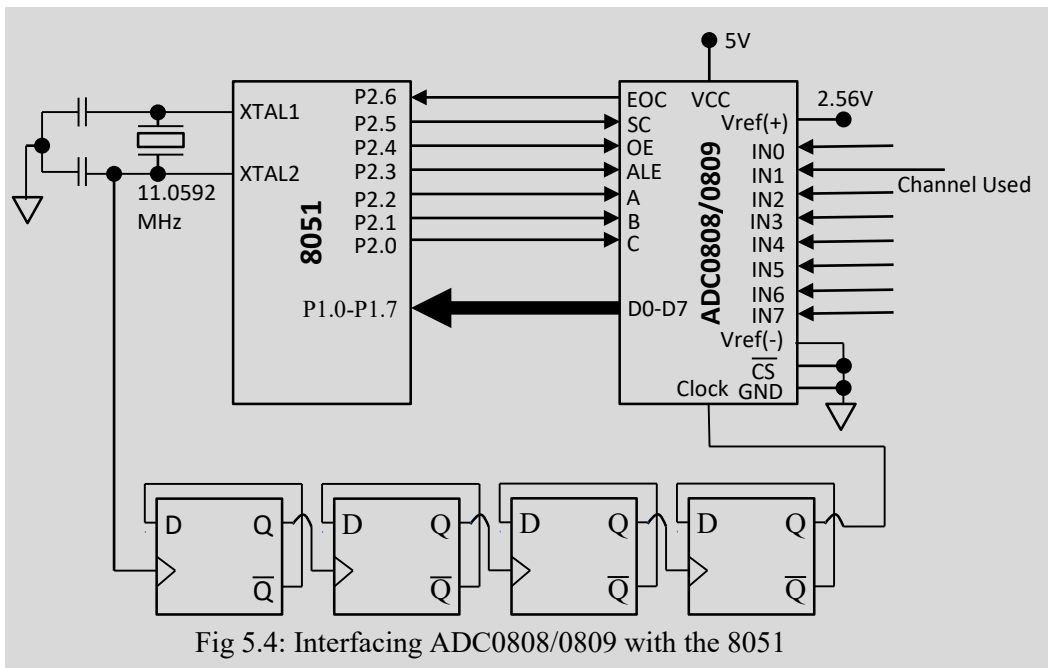 5V
P2.6
EOC
VCC
2.56V
XTAL1
P2.5
SC
Vref(+)
P2.4
OE
IN0
P2.3
ALE
IN1
XTAL2
Channel Used
11.0592
MHz
P2.2
A
IN2
P2.1
B
IN3
P2.0
C
IN4
8051
ADC0808/0809
IN5
IN6
P1.0-P1.7
D0-D7
IN7
Vref(-)
CS
Clock
GND
D Q
Q
D Q
Q
D Q
Q
D Q
Q
Fig 5.4: Interfacing ADC0808/0809 with the 8051